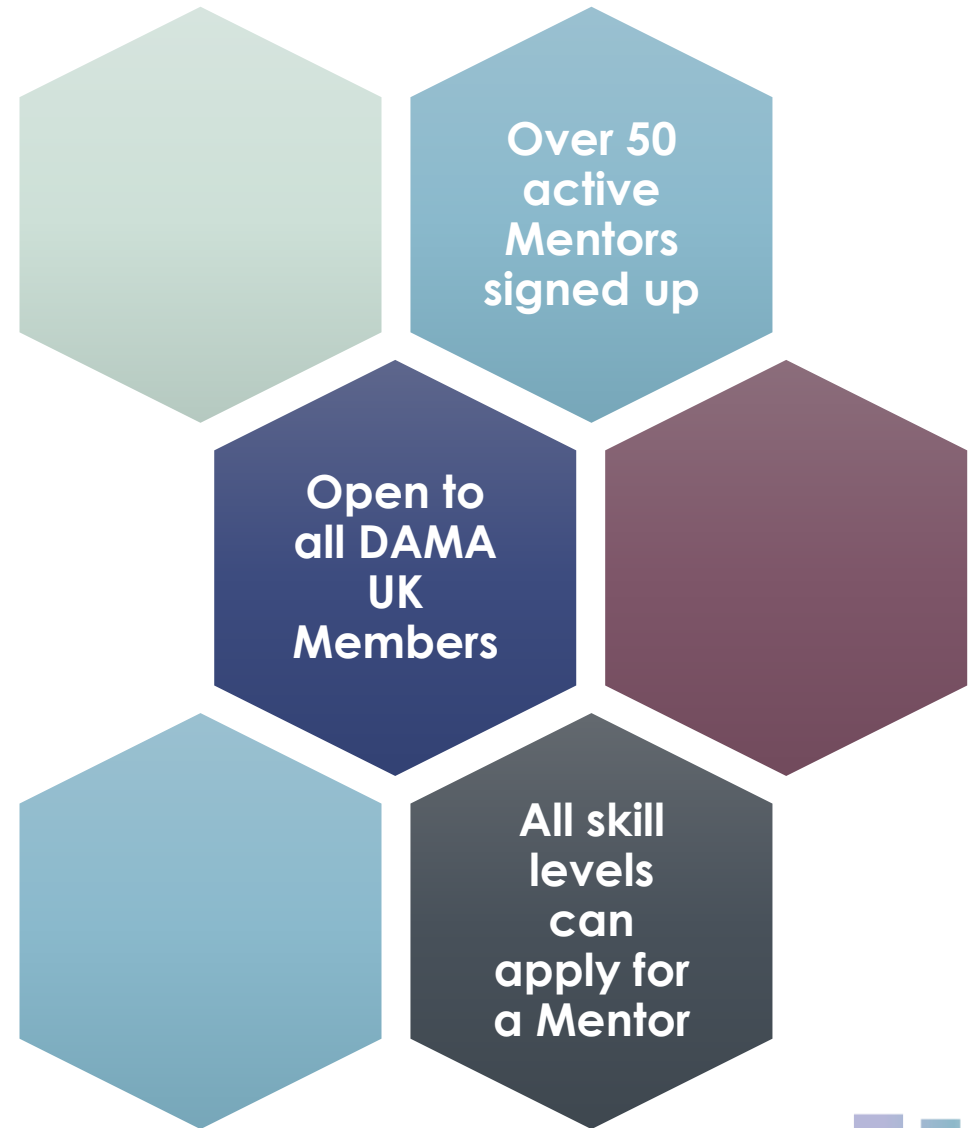 Over 50
active
Mentors
signed up
Open to
all DAMA
UK
Members
All skill
levels
can
apply for
a Mentor